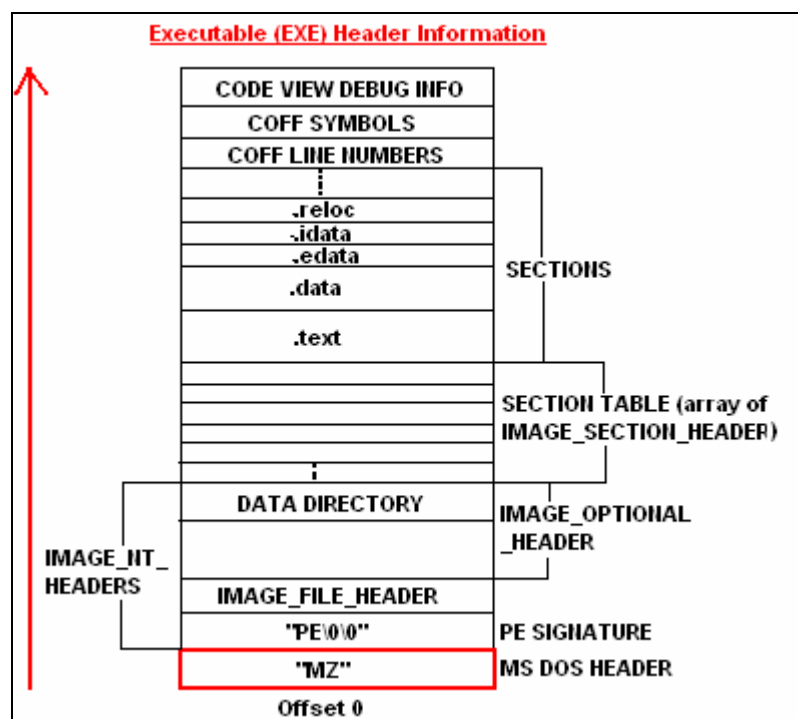 Executable (EXE) Header Information
CODE VIEW DEBUG INFO
COFF SYMBOLS
COFF LINE NUMBERS
.reloc
.idata
.edata
.data
.text
SECTIONS
SECTION TABLE (array of
IMAGE_SECTION_HEADER)
DATA DIRECTORY
IMAGE_OPTIONAL
_HEADER
IMAGE_NT_
HEADERS
IMAGE_FILE_HEADER
"PE\0\0"
PE SIGNATURE
"MZ"
MS DOS HEADER
Offset 0